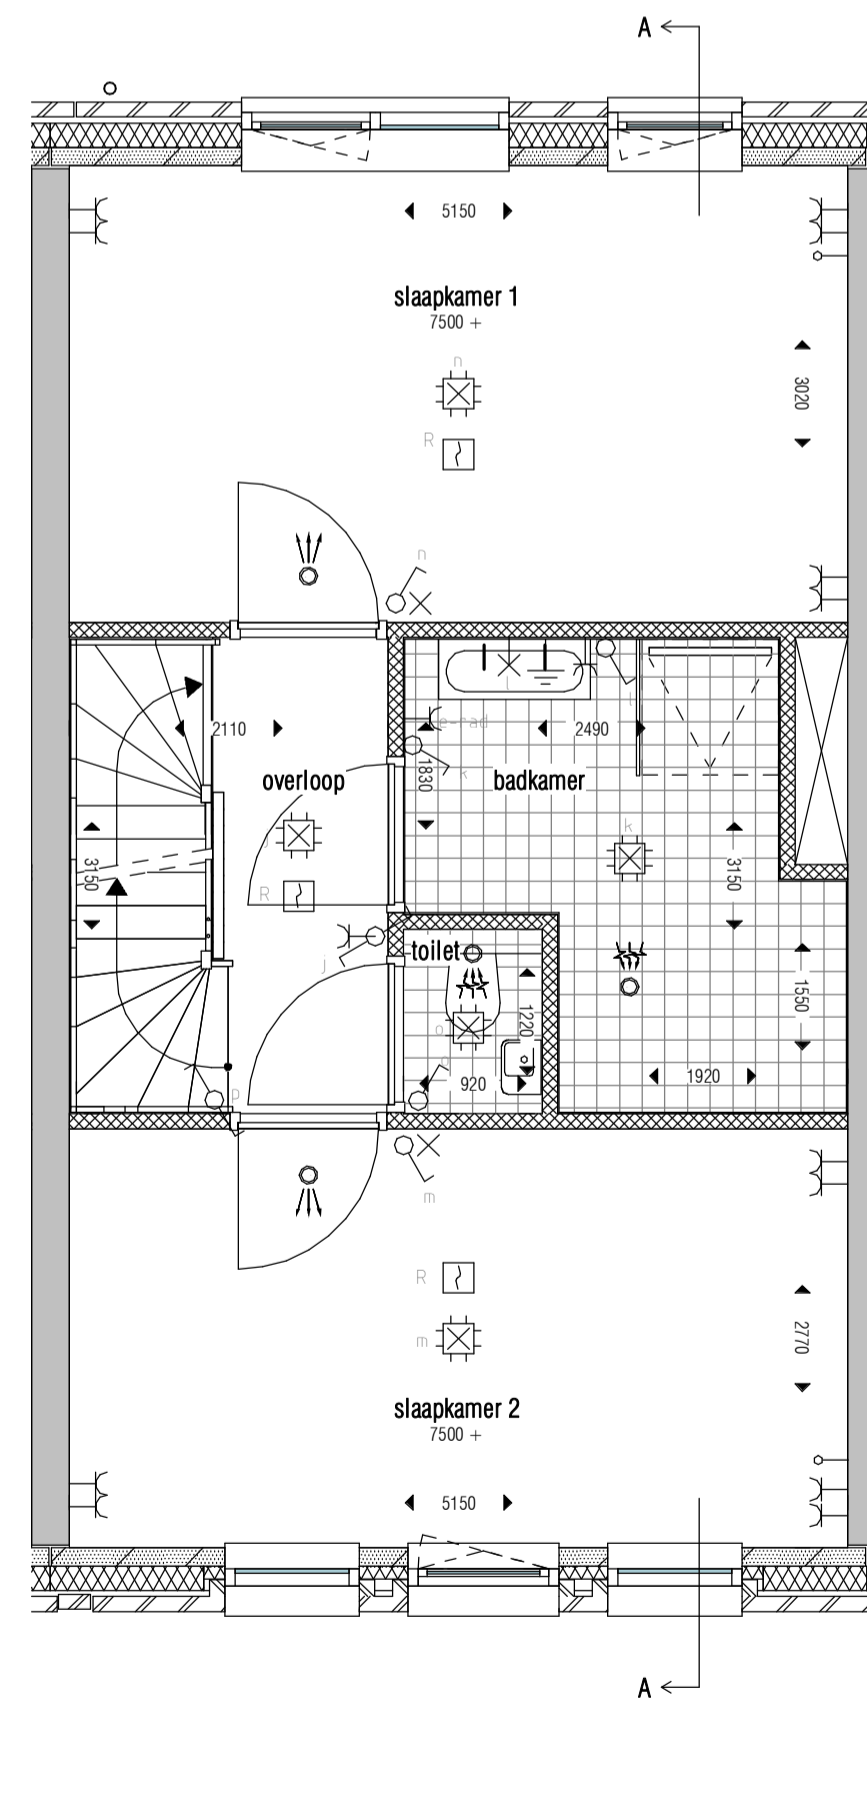 A
5150
slaapkamer 1
7500 +
n
3020
R
n
l
l
2110
e-rad
2490
1830
k
overloop
badkamer
k
j
3150
3150
R
toilet
j
1550
o
1220
o
920
1920
p
m
R
2770
m
slaapkamer 2
7500 +
5150
A